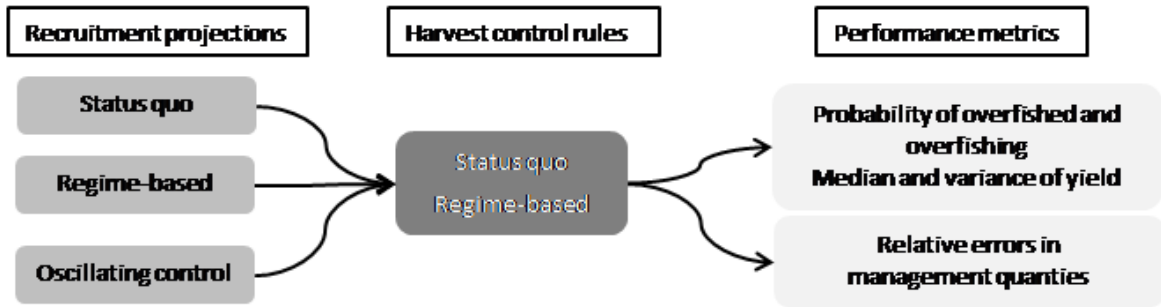 Recruitment projections
Harvest control rules
Performance metrics
Status quo
Regime-based
Oscillating control
Status quo
Regime-based
Probability of overfished and
overfishing
Median and variance of yield
Relative errors in
management quanties